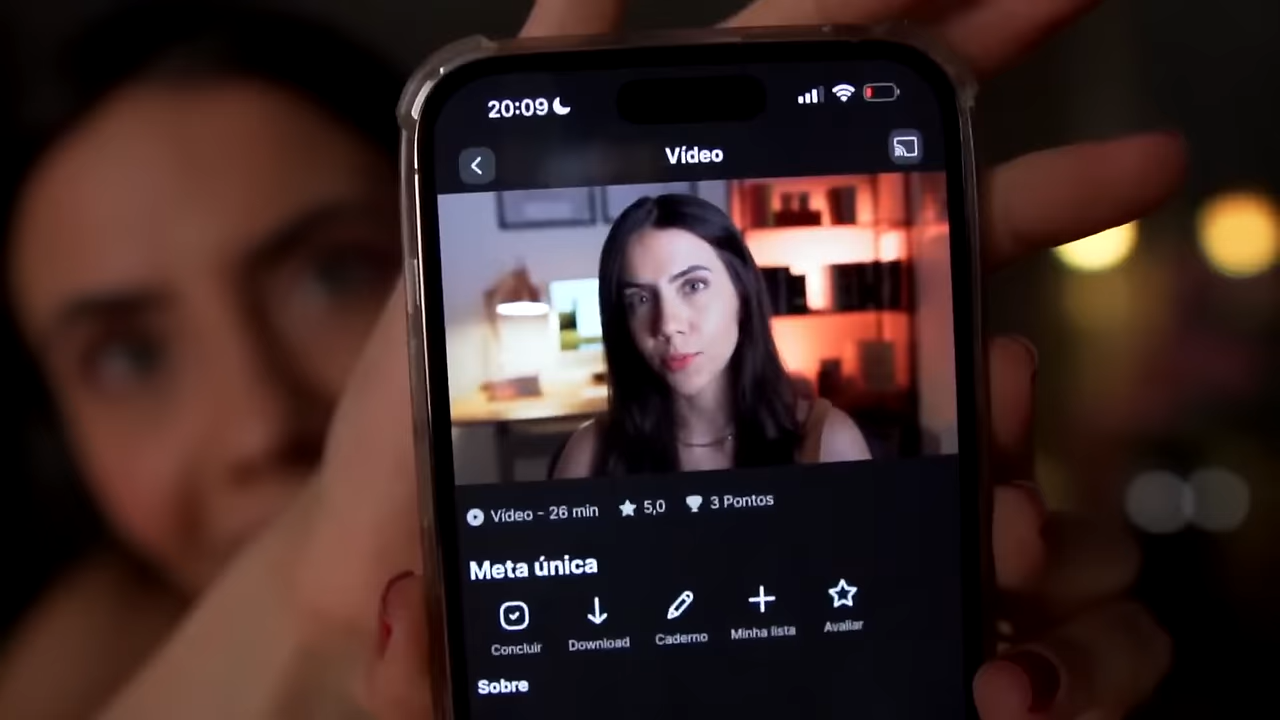 20:09
Vídeo
Vídeo - 26 min 5,0 3 Pontos
Meta única
Concluir Download Caderno Minha lista Avaliar
Sobre